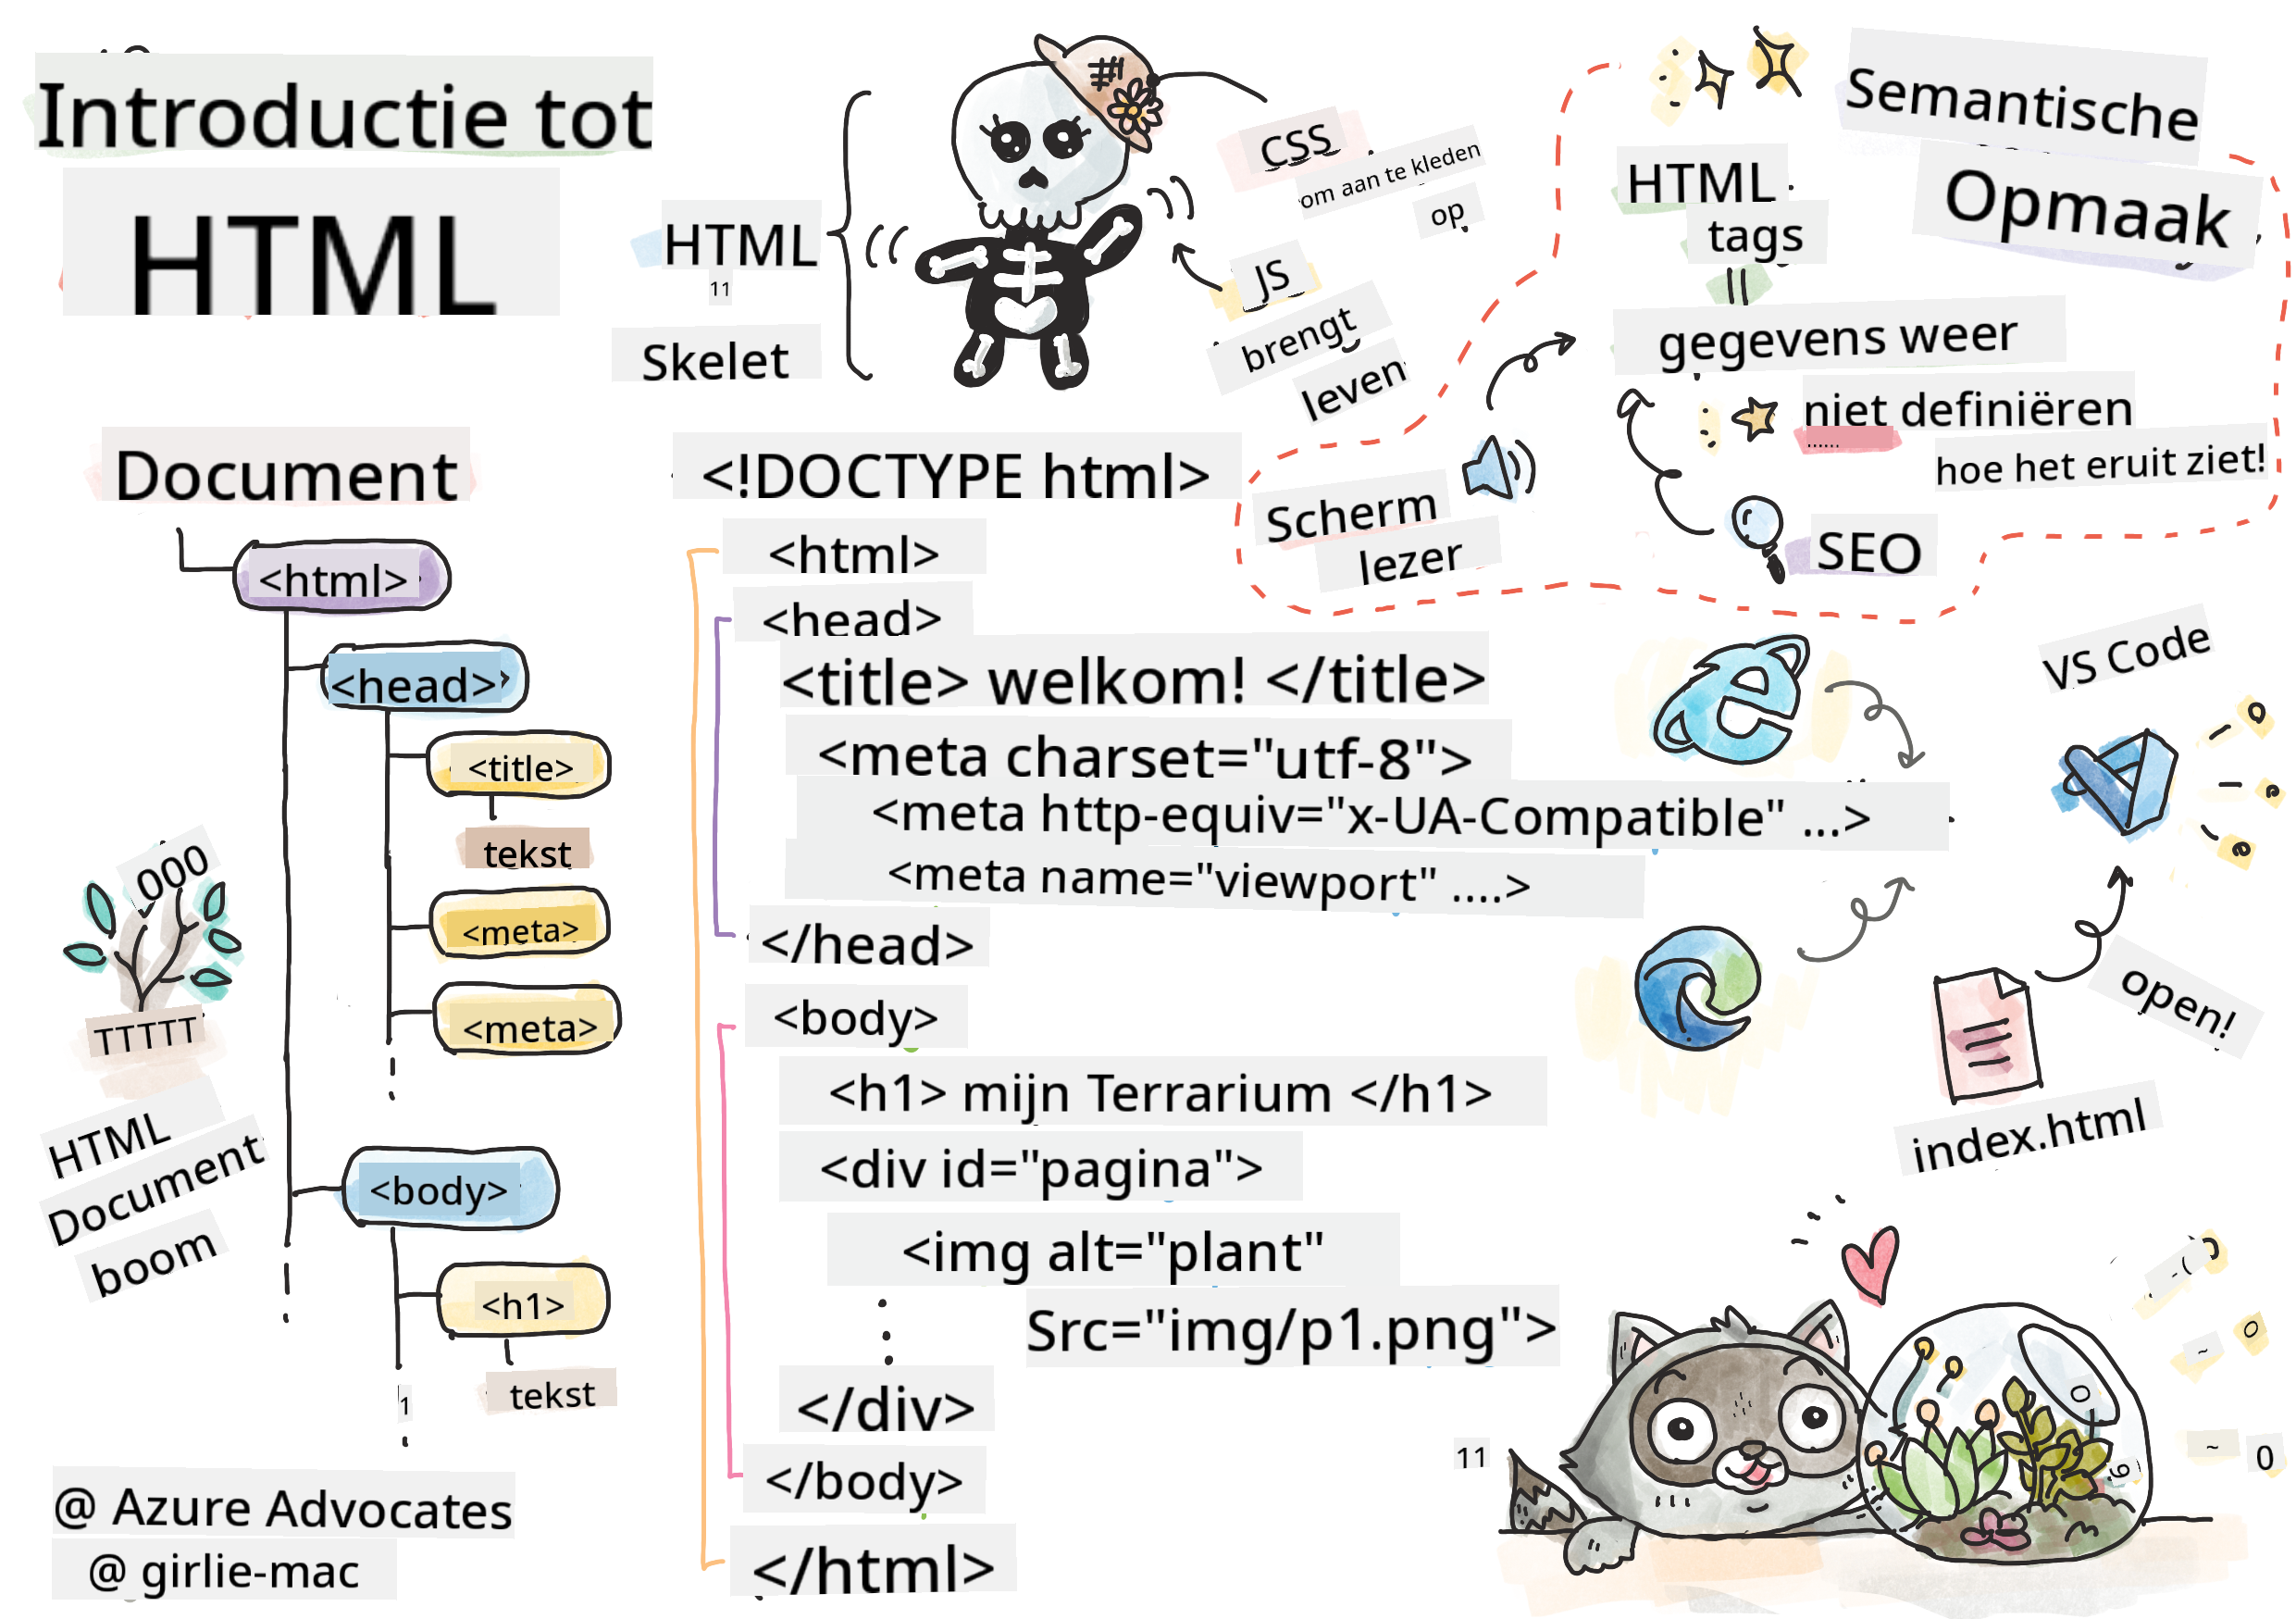 Introductie tot
HTML
HTML
11
Skelet
CSS
om aan te kleden
op
JS
brengt
leven
Semantische
Opmaak
HTML
tags
gegevens weer
niet definiëren
......
hoe het eruit ziet!
Scherm
lezer
SEO
Document
<html>
<head>
<title>
tekst
<meta>
<meta>
<body>
<h1>
tekst
1
000
TTTTT
HTML
Document
boom
<!DOCTYPE html>
<html>
<head>
<title> welkom! </title>
<meta charset="utf-8">
<meta http-equiv="x-UA-Compatible" ...>
<meta name="viewport" ....>
</head>
<body>
<h1> mijn Terrarium </h1>
<div id="pagina">
<img alt="plant"
Src="img/p1.png">
</div>
</body>
</html>
VS Code
open!
index.html
11
~
O
~
0
O
9
@ Azure Advocates
@ girlie-mac